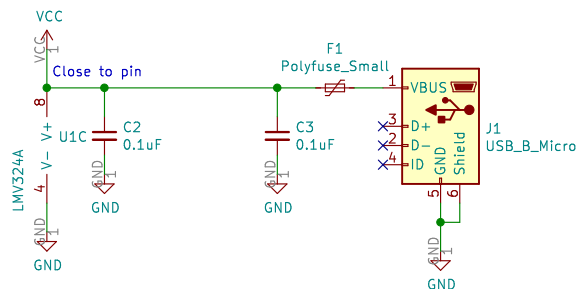 VCC
VCC
1
Close to pin
8
V+
U1C
V-
4
LMV324A
GND
1
GND
C2
0.1uF
GND
1
GND
C3
0.1uF
GND
1
GND
F1
Polyfuse_Small
1
VBUS
3
D+
2
D-
4
ID
GND
Shield
5
6
J1
USB_B_Micro
GND
1
GND